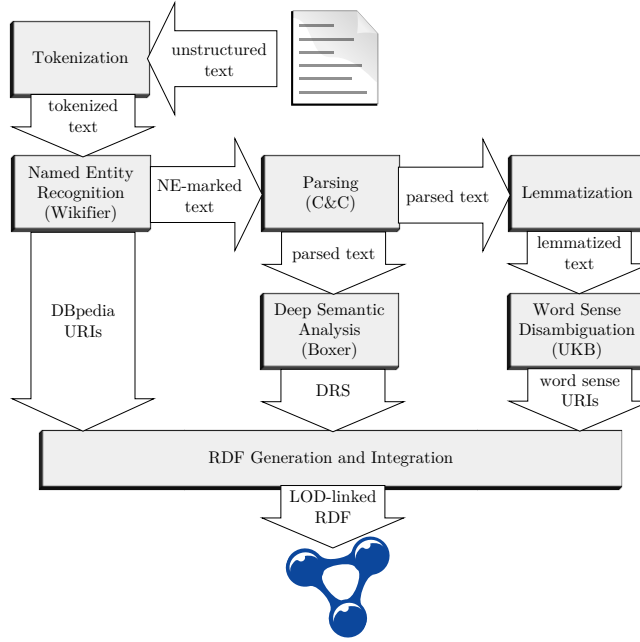 Tokenization
unstructured
text
tokenized
text
Named Entity
Recognition
(Wikifier)
NE-marked
text
Parsing
(C&C)
parsed text
Lemmatization
parsed text
lemmatized
text
DBpedia
URIs
Deep Semantic
Analysis
(Boxer)
Word Sense
Disambiguation
(UKB)
DRS
word sense
URIs
RDF Generation and Integration
LOD-linked
RDF